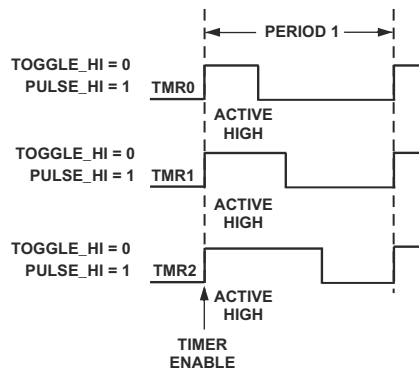 PERIOD 1
TOGGLE_HI = 0
PULSE_HI = 1
TMR0
ACTIVE
HIGH
TOGGLE_HI = 0
PULSE_HI = 1
TMR1
ACTIVE
HIGH
TOGGLE_HI = 0
PULSE_HI = 1
TMR2
ACTIVE
HIGH
TIMER
ENABLE